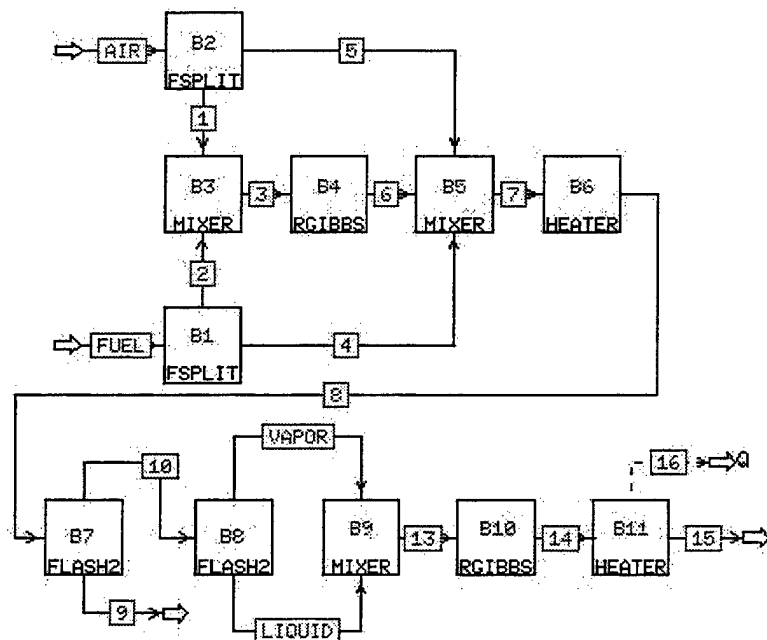 AIR
B2
FSPLIT
5
1
B3
MIXER
3
B4
RGIBBS
6
B5
MIXER
7
B6
HEATER
2
FUEL
B1
FSPLIT
4
8
VAPOR
10
16
Q
B7
FLASH2
B8
FLASH2
B9
MIXER
13
B10
RGIBBS
14
B11
HEATER
15
9
LIQUID